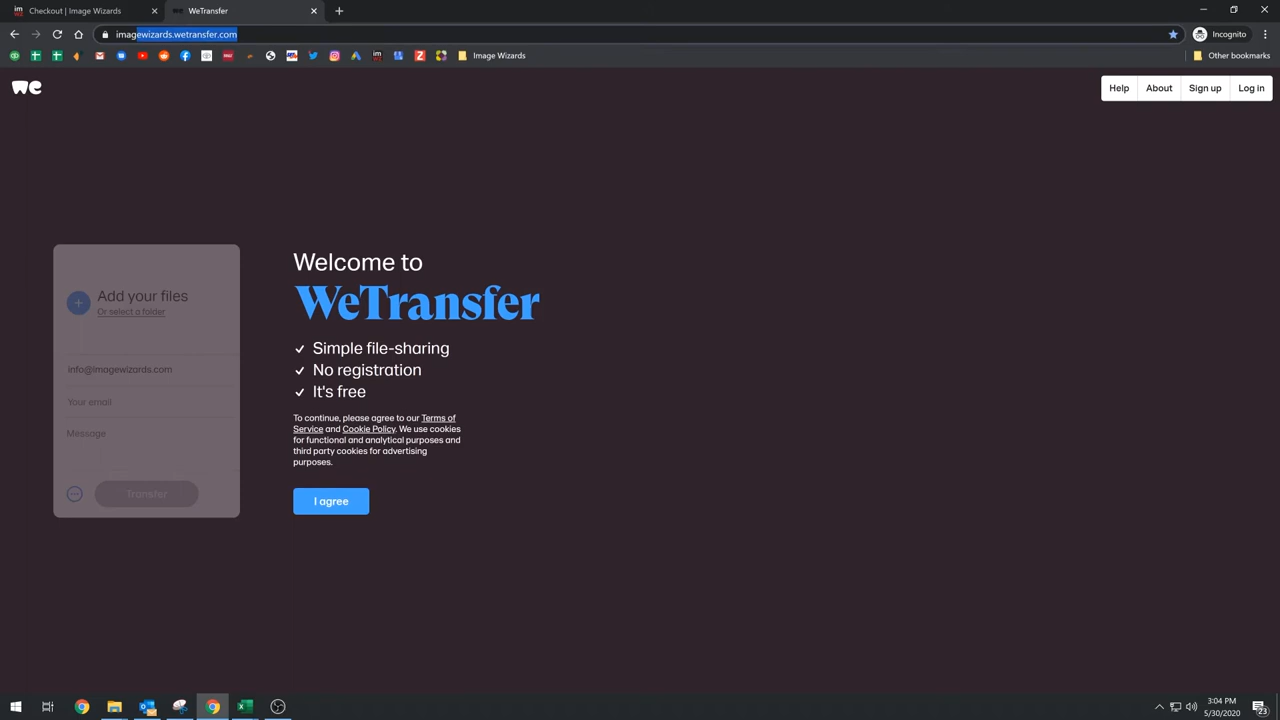 Checkout | Image Wizards
WeTransfer
imagewizards.wetransfer.com
Incognito
Image Wizards
Other bookmarks
we
Help
About
Sign up
Log in
Welcome to
WeTransfer
Add your files
Or select a folder
Simple file-sharing
No registration
It's free
info@imagewizards.com
Your email
Message
Transfer
To continue, please agree to our Terms of
Service and Cookie Policy. We use cookies
for functional and analytical purposes and
third party cookies for advertising
purposes.
I agree
3:04 PM
5/30/2020
23